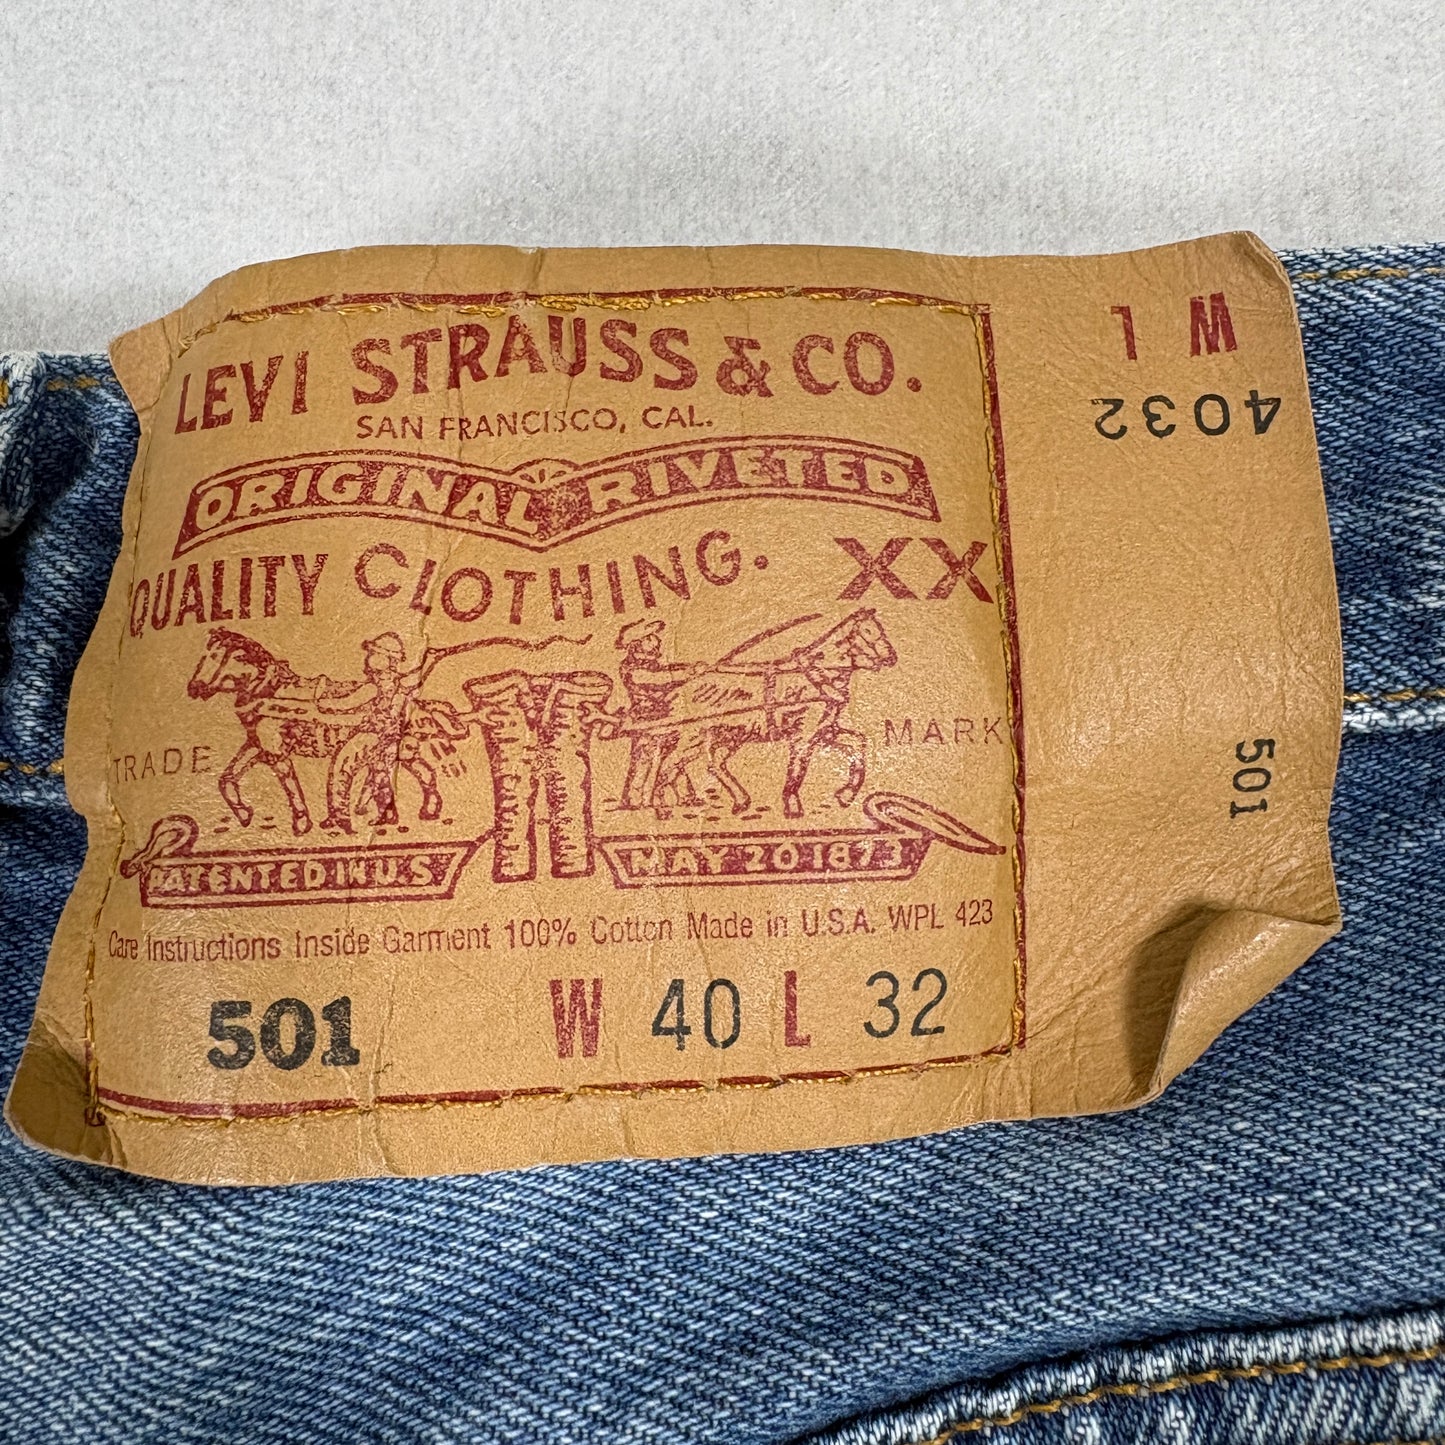 LEVI STRAUSS & CO.
SAN FRANCISCO, CAL.
ORIGINAL RIVETED
QUALITY CLOTHING. XX
TRADE MARK
PATENTED IN U.S MAY 20 1873
Care Instructions Inside Garment 100% Cotton Made in U.S.A. WPL 423
501 W 40 L 32
W L
4032
501